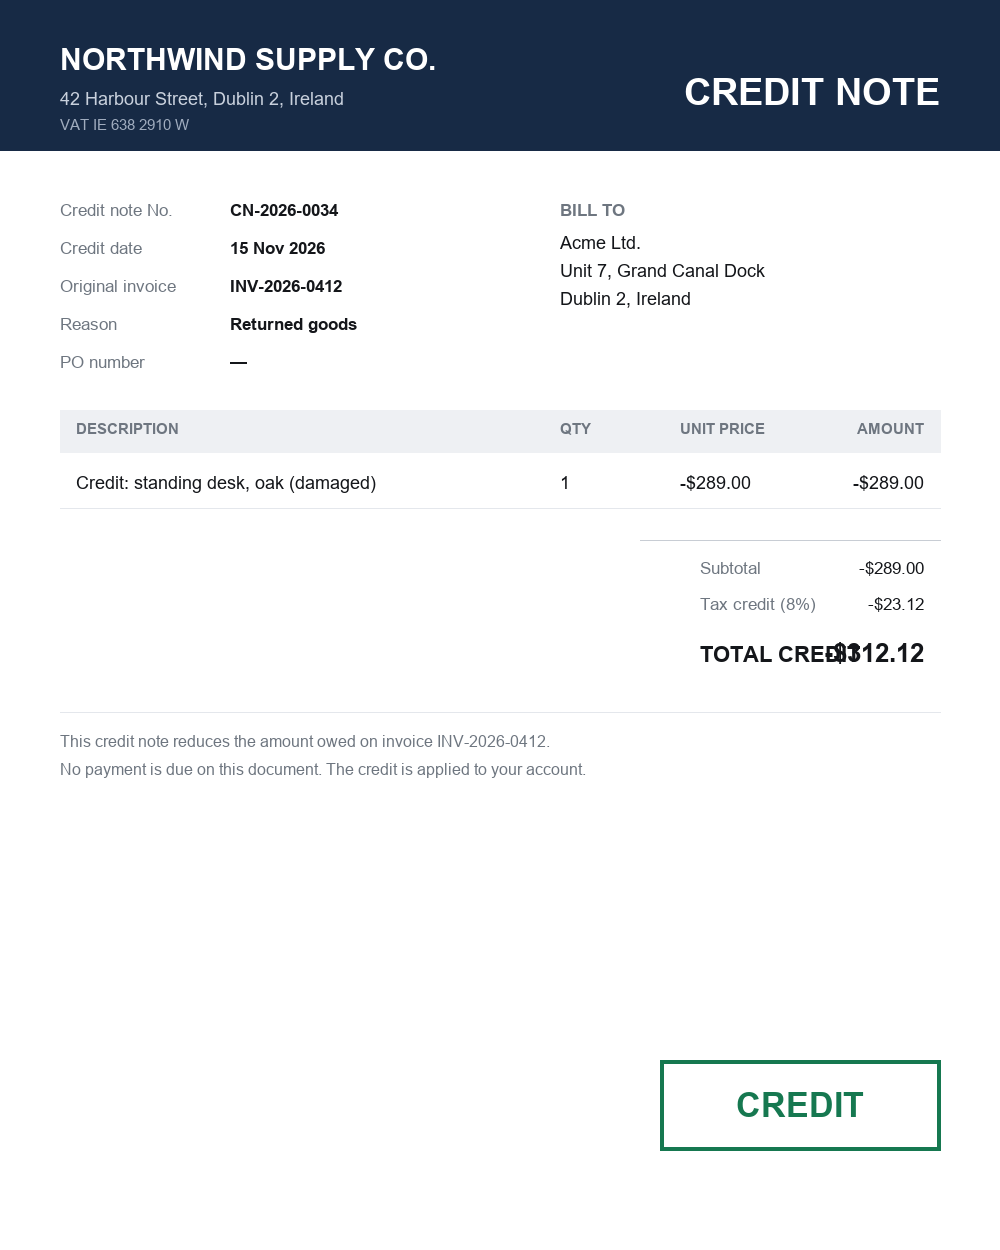 NORTHWIND SUPPLY CO.
42 Harbour Street, Dublin 2, Ireland
VAT IE 638 2910 W
CREDIT NOTE
Credit note No. CN-2026-0034
Credit date 15 Nov 2026
Original invoice INV-2026-0412
Reason Returned goods
PO number —
BILL TO
Acme Ltd.
Unit 7, Grand Canal Dock
Dublin 2, Ireland
DESCRIPTION QTY UNIT PRICE AMOUNT
Credit: standing desk, oak (damaged) 1 -$289.00 -$289.00
Subtotal -$289.00
Tax credit (8%) -$23.12
TOTAL CREDIT -$312.12
This credit note reduces the amount owed on invoice INV-2026-0412.
No payment is due on this document. The credit is applied to your account.
CREDIT